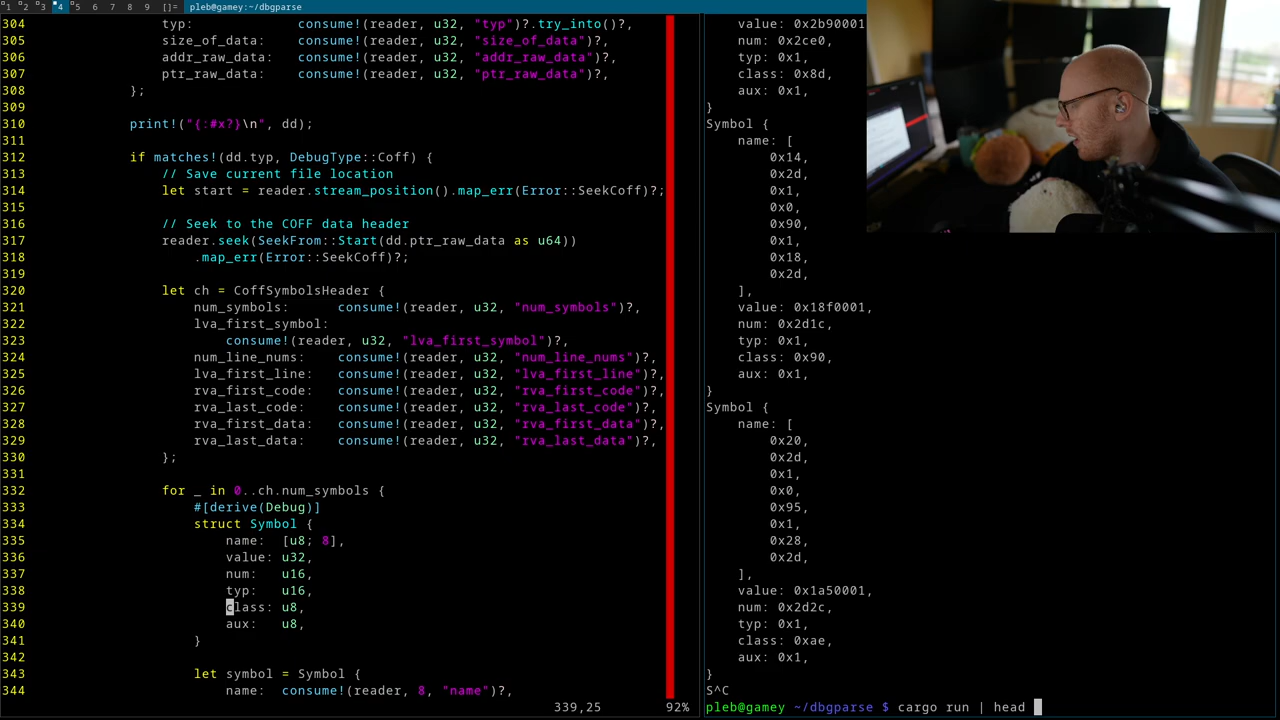 1 2 3 4 5 6 7 8 9 []= pleb@gamey:~/dbgparse
304 typ: consume!(reader, u32, "typ")?.try_into()?,
305 size_of_data: consume!(reader, u32, "size_of_data")?,
306 addr_raw_data: consume!(reader, u32, "addr_raw_data")?,
307 ptr_raw_data: consume!(reader, u32, "ptr_raw_data")?,
308 };
309
310 print!("{:#x?}\n", dd);
311
312 if matches!(dd.typ, DebugType::Coff) {
313 // Save current file location
314 let start = reader.stream_position().map_err(Error::SeekCoff)?;
315
316 // Seek to the COFF data header
317 reader.seek(SeekFrom::Start(dd.ptr_raw_data as u64))
318 .map_err(Error::SeekCoff)?;
319
320 let ch = CoffSymbolsHeader {
321 num_symbols: consume!(reader, u32, "num_symbols")?,
322 lva_first_symbol:
323 consume!(reader, u32, "lva_first_symbol")?,
324 num_line_nums: consume!(reader, u32, "num_line_nums")?,
325 lva_first_line: consume!(reader, u32, "lva_first_line")?,
326 rva_first_code: consume!(reader, u32, "rva_first_code")?,
327 rva_last_code: consume!(reader, u32, "rva_last_code")?,
328 rva_first_data: consume!(reader, u32, "rva_first_data")?,
329 rva_last_data: consume!(reader, u32, "rva_last_data")?,
330 };
331
332 for _ in 0..ch.num_symbols {
333 #[derive(Debug)]
334 struct Symbol {
335 name: [u8; 8],
336 value: u32,
337 num: u16,
338 typ: u16,
339 class: u8,
340 aux: u8,
341 }
342
343 let symbol = Symbol {
344 name: consume!(reader, 8, "name")?,
339,25 92%
value: 0x2b90001
num: 0x2ce0,
typ: 0x1,
class: 0x8d,
aux: 0x1,
}
Symbol {
name: [
0x14,
0x2d,
0x1,
0x0,
0x90,
0x1,
0x18,
0x2d,
],
value: 0x18f0001,
num: 0x2d1c,
typ: 0x1,
class: 0x90,
aux: 0x1,
}
Symbol {
name: [
0x20,
0x2d,
0x1,
0x0,
0x95,
0x1,
0x28,
0x2d,
],
value: 0x1a50001,
num: 0x2d2c,
typ: 0x1,
class: 0xae,
aux: 0x1,
}
S^C
pleb@gamey ~/dbgparse $ cargo run | head